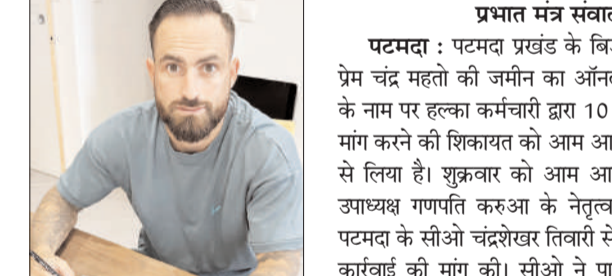 प्रभात मंत्र संवाद
पटमदा : पटमदा प्रखंड के
प्रेम चंद्र महतो की जमीन का
के नाम पर हल्का कर्मचारी द्वारा 10
मांग करने की शिकायत को आम
से लिया है। शुक्रवार को आम
उपाध्यक्ष गणपति करुआ के
पटमदा के सीओ चंद्रशेखर तिवारी से
कार्रवाई की मांग की। सीओ ने